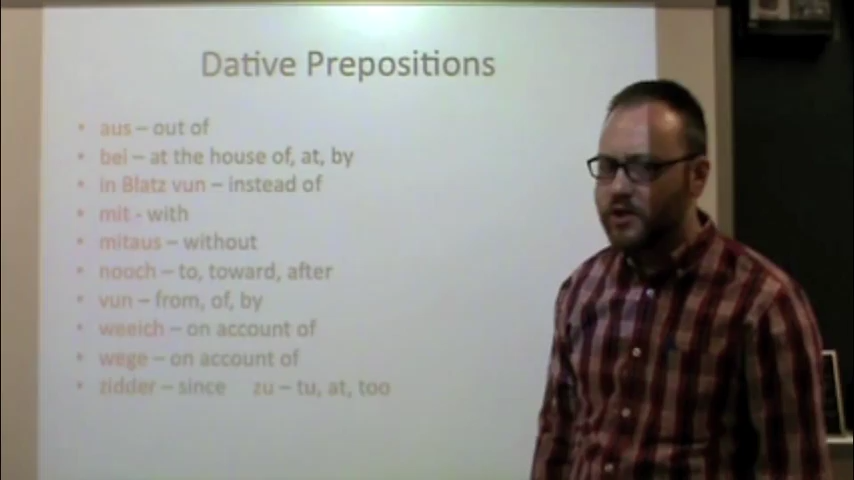 Dative Prepositions
• aus – out of
• bei – at the house of, at, by
• in Blatz vun – instead of
• mit - with
• mitaus – without
• nooch – to, toward, after
• vun – from, of, by
• weeich – on account of
• wege – on account of
• zidder – since zu – tu, at, too